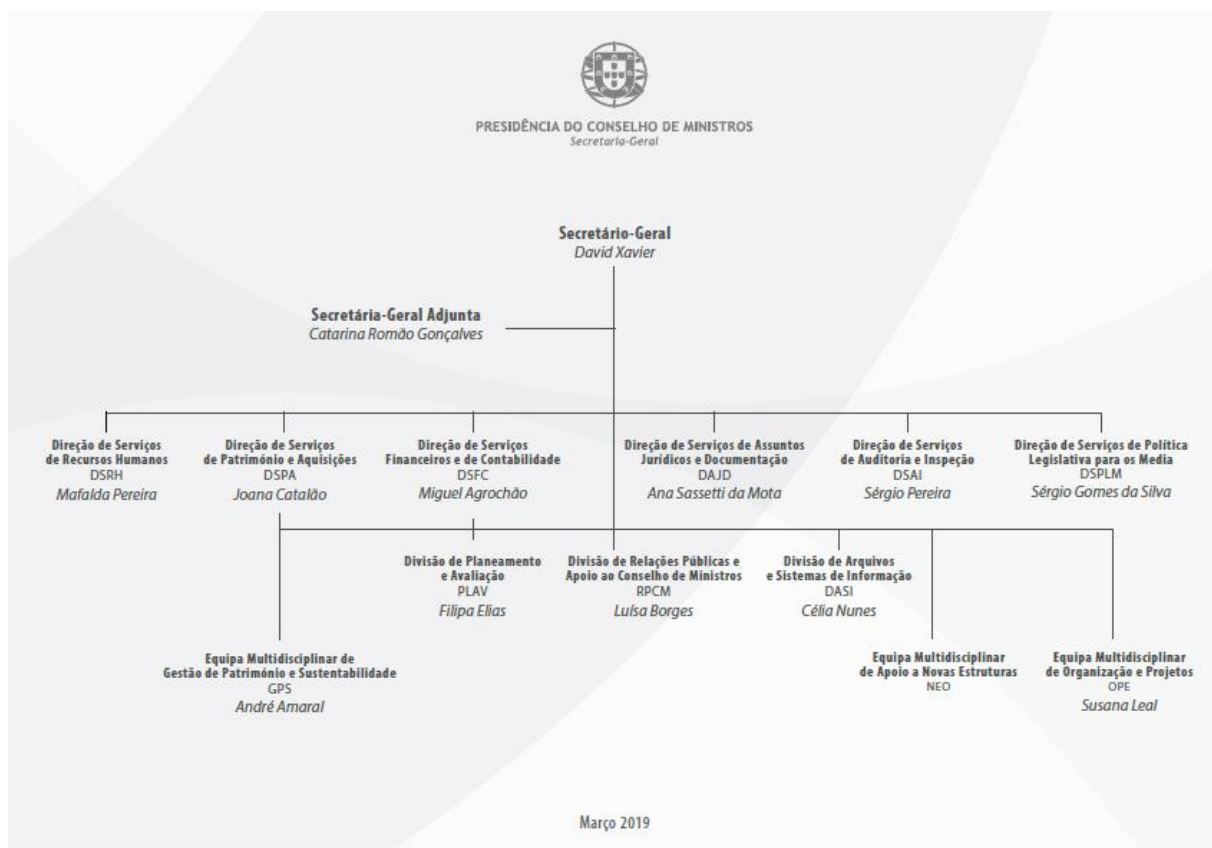 PRESIDÊNCIA DO CONSELHO DE MINISTROS
Secretaria-Geral
Secretário-Geral
David Xavier
Secretária-Geral Adjunta
Catarina Romão Gonçalves
Direção de Serviços
de Recursos Humanos
DSRH
Mafalda Pereira
Direção de Serviços
de Património e Aquisições
DSPA
Joana Catalão
Direção de Serviços
Financeiros e de Contabilidade
DSFC
Miguel Agrochão
Direção de Serviços de Assuntos
Jurídicos e Documentação
DAJD
Ana Sassetti da Mota
Direção de Serviços
de Auditoria e Inspeção
DSAI
Sérgio Pereira
Direção de Serviços de Política
Legislativa para os Media
DSPLM
Sérgio Gomes da Silva
Divisão de Planeamento
e Avaliação
PLAV
Filipa Elias
Divisão de Relações Públicas e
Apoio ao Conselho de Ministros
RPCM
Luísa Borges
Divisão de Arquivos
e Sistemas de Informação
DASI
Célia Nunes
Equipa Multidisciplinar de
Gestão de Património e Sustentabilidade
GPS
André Amaral
Equipa Multidisciplinar
de Apoio a Novas Estruturas
NEO
Equipa Multidisciplinar
de Organização e Projetos
OPE
Susana Leal
Março 2019